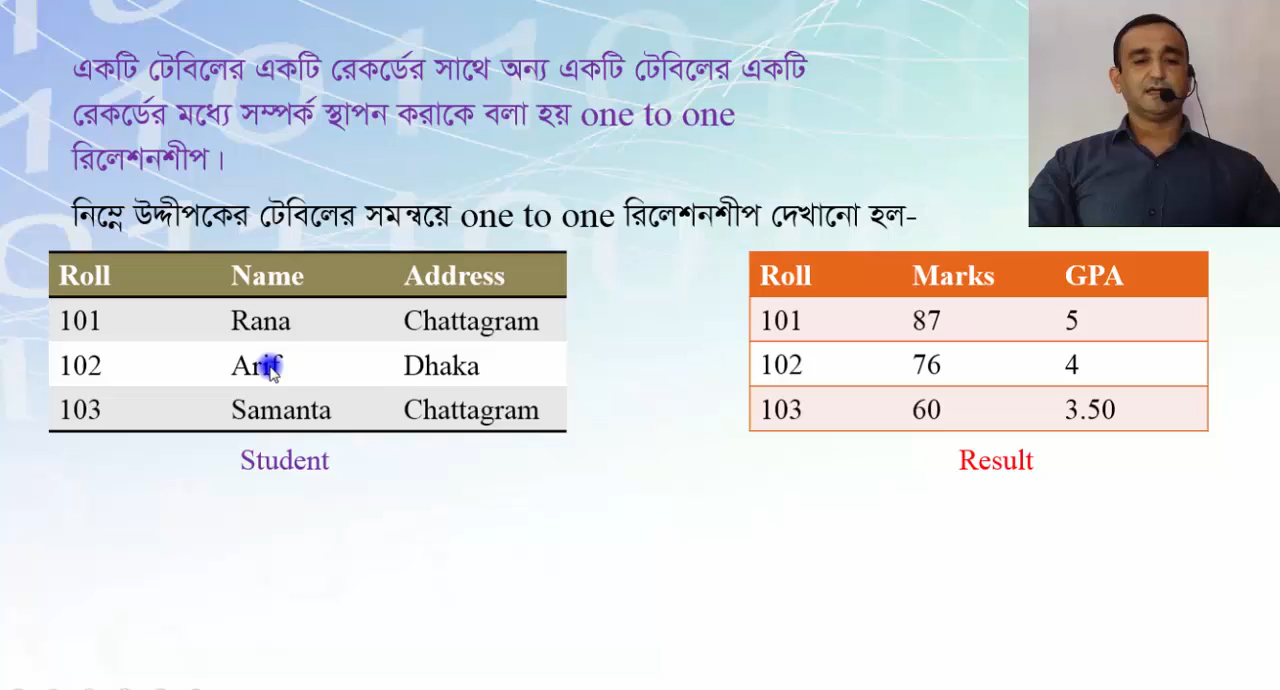 একটি টেবিলের একটি রেকর্ডের সাথে অন্য একটি টেবিলের একটি
রেকর্ডের মধ্যে সম্পর্ক স্থাপন করাকে বলা হয় one to one
রিলেশনশীপ।
নিম্নে উদ্দীপকের টেবিলের সমন্বয়ে one to one রিলেশনশীপ দেখানো হল-
Roll Name Address
101 Rana Chattagram
102 Arif Dhaka
103 Samanta Chattagram
Student
Roll Marks GPA
101 87 5
102 76 4
103 60 3.50
Result